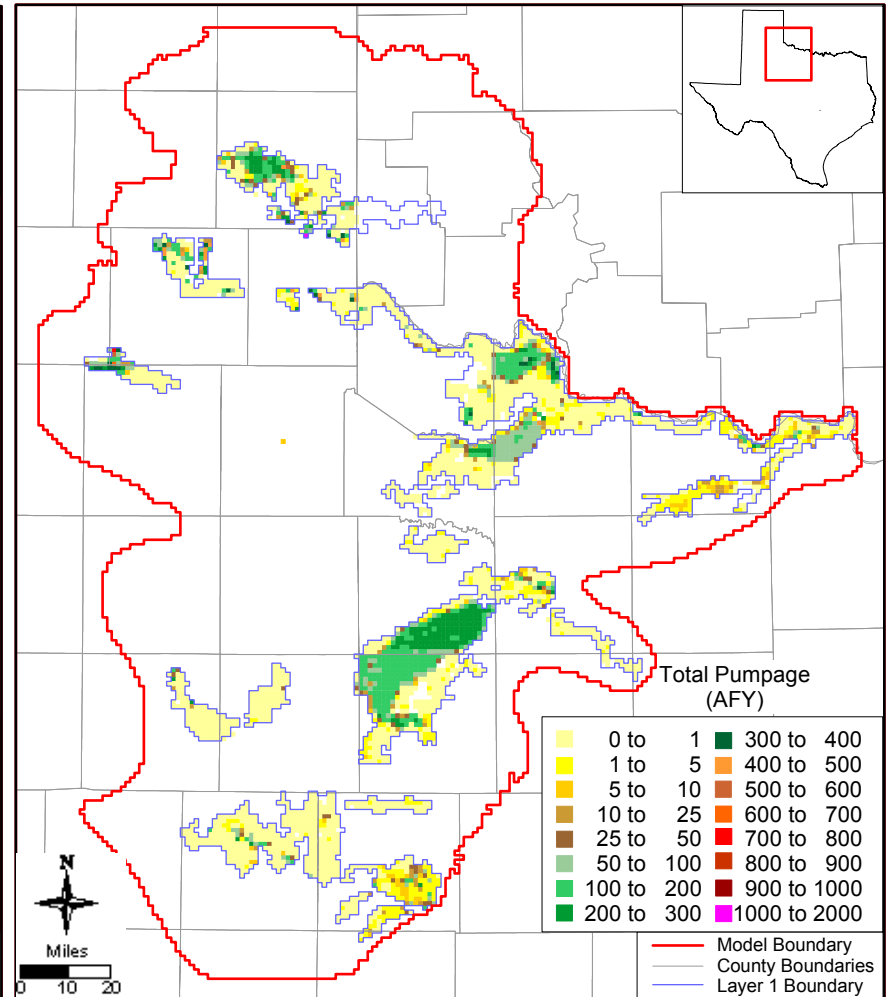 Total Pumpage
(AFY)
0 to 1 300 to 400
1 to 5 400 to 500
5 to 10 500 to 600
10 to 25 600 to 700
25 to 50 700 to 800
50 to 100 800 to 900
100 to 200 900 to 1000
200 to 300 1000 to 2000
N
Miles
0 10 20
Model Boundary
County Boundaries
Layer 1 Boundary